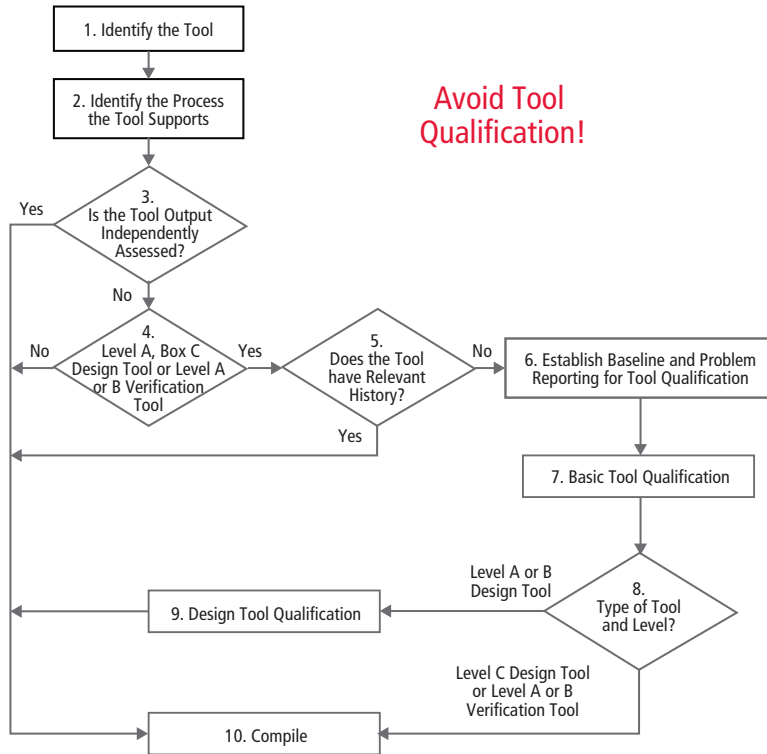 1. Identify the Tool
2. Identify the Process
the Tool Supports
Avoid Tool
Qualification!
3.
Is the Tool Output
Independently
Assessed?
Yes
No
4.
Level A, Box C
Design Tool or Level A
or B Verification
Tool
No
Yes
5.
Does the Tool
have Relevant
History?
No
Yes
6. Establish Baseline and Problem
Reporting for Tool Qualification
7. Basic Tool Qualification
8.
Type of Tool
and Level?
Level A or B
Design Tool
9. Design Tool Qualification
Level C Design Tool
or Level A or B
Verification Tool
10. Compile